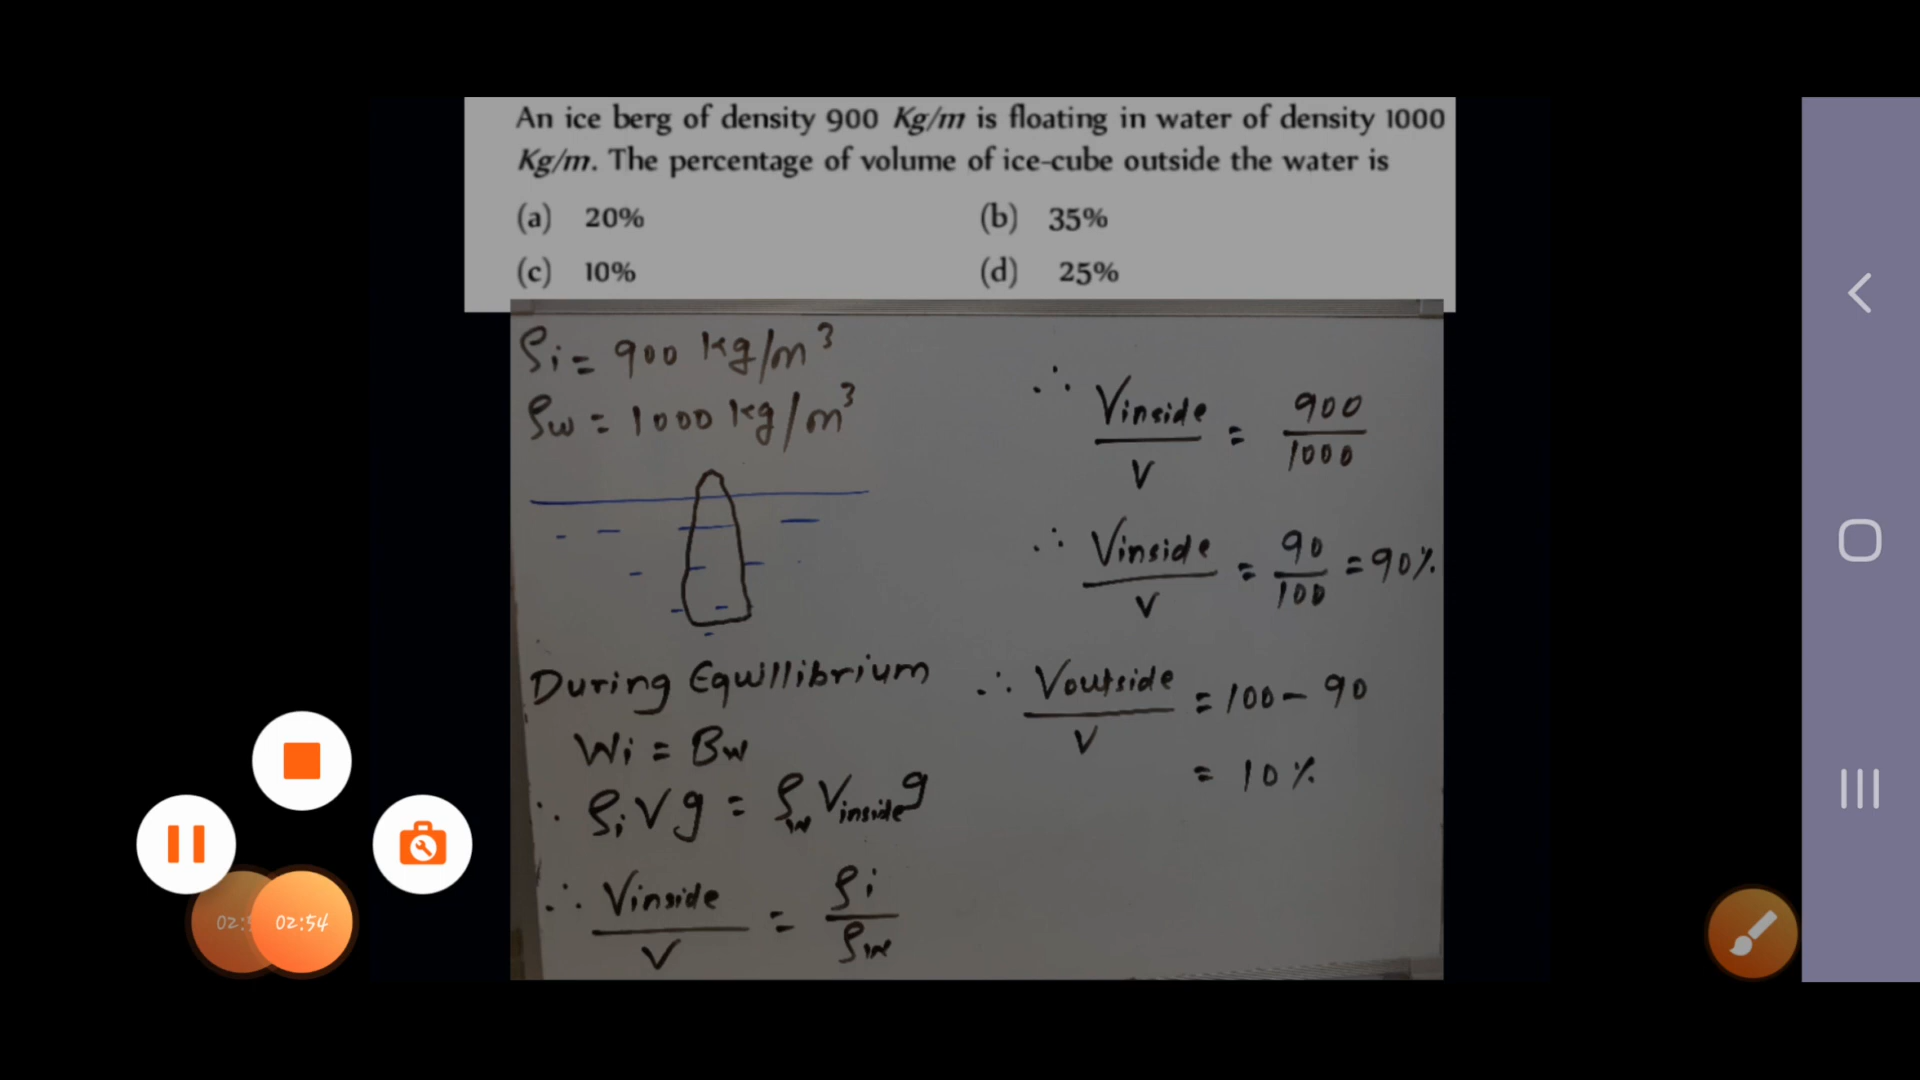 An ice berg of density 900 Kg/m is floating in water of density 1000
Kg/m. The percentage of volume of ice-cube outside the water is
(a) 20% (b) 35%
(c) 10% (d) 25%
ρi = 900 kg/m³
ρw = 1000 kg/m³
During Equillibrium
Wi = Bw
∴ ρi V g = ρw Vinside g
∴ Vinside / V = ρi / ρw
∴ Vinside / V = 900 / 1000
∴ Vinside / V = 90 / 100 = 90%
∴ Voutside / V = 100 - 90
= 10%
02:54